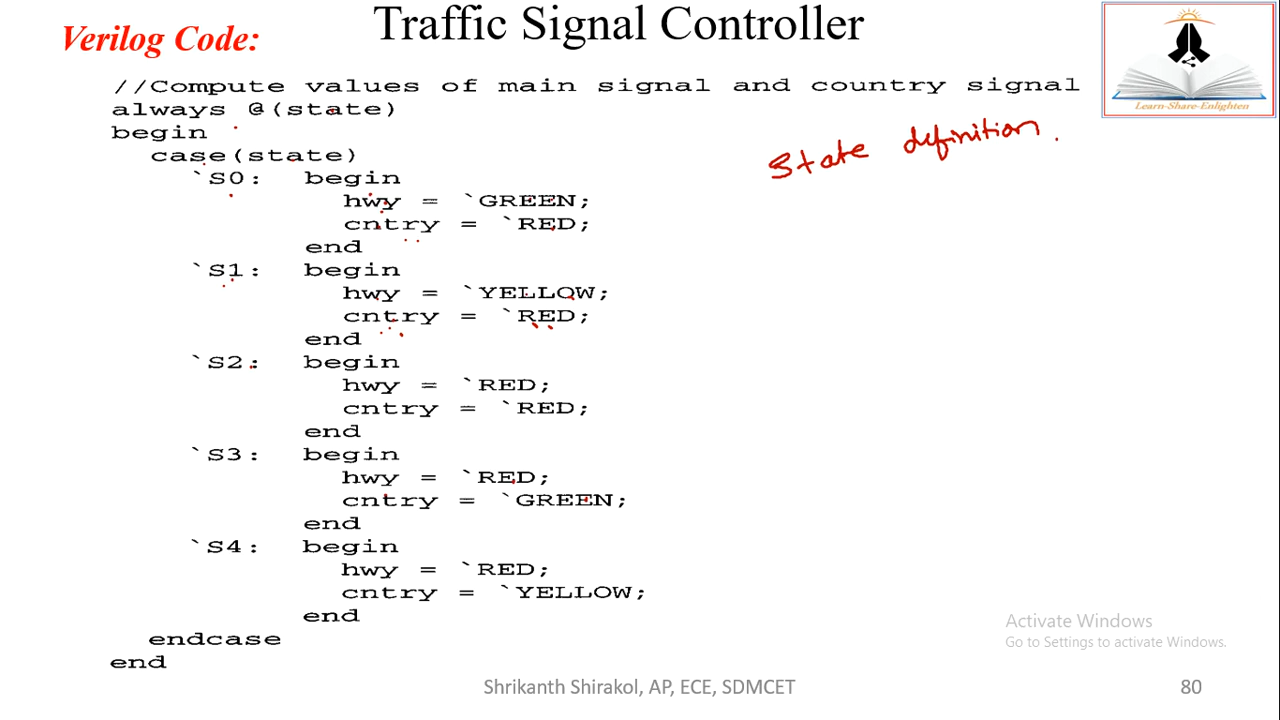 Traffic Signal Controller
Verilog Code:
Learn-Share-Enlighten
//Compute values of main signal and country signal
always @(state)
begin
case(state)
`S0: begin
hwy = `GREEN;
cntry = `RED;
end
`S1: begin
hwy = `YELLOW;
cntry = `RED;
end
`S2: begin
hwy = `RED;
cntry = `RED;
end
`S3: begin
hwy = `RED;
cntry = `GREEN;
end
`S4: begin
hwy = `RED;
cntry = `YELLOW;
end
endcase
end
State definition.
Activate Windows
Go to Settings to activate Windows.
Shrikanth Shirakol, AP, ECE, SDMCET
80